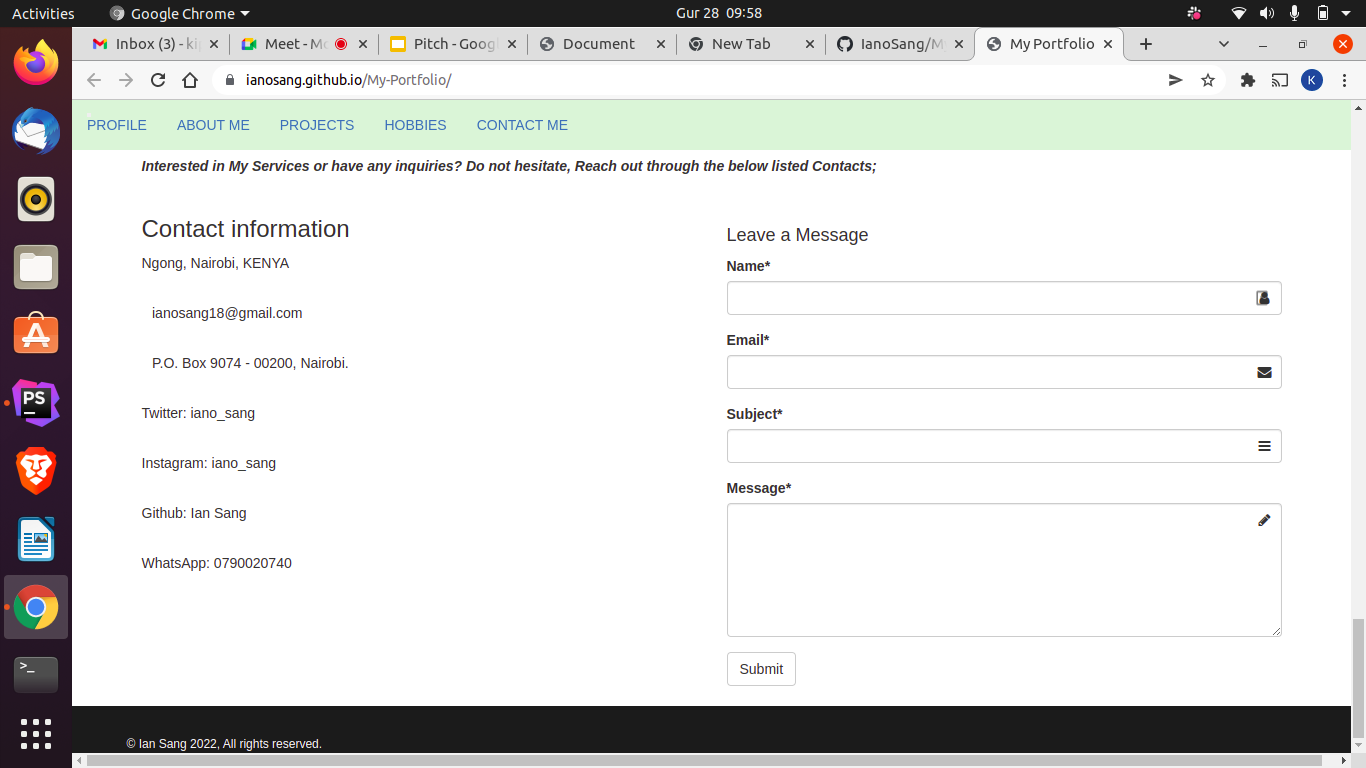 Activities Google Chrome Gur 28 09:58
Inbox (3) - ki Meet - Mo Pitch - Goog Document New Tab IanoSang/M My Portfolio
ianosang.github.io/My-Portfolio/ K
PROFILE ABOUT ME PROJECTS HOBBIES CONTACT ME
Interested in My Services or have any inquiries? Do not hesitate, Reach out through the below listed Contacts;
Contact information
Ngong, Nairobi, KENYA
ianosang18@gmail.com
P.O. Box 9074 - 00200, Nairobi.
Twitter: iano_sang
Instagram: iano_sang
Github: Ian Sang
WhatsApp: 0790020740
Leave a Message
Name*
Email*
Subject*
Message*
Submit
© Ian Sang 2022, All rights reserved.
PS
>_